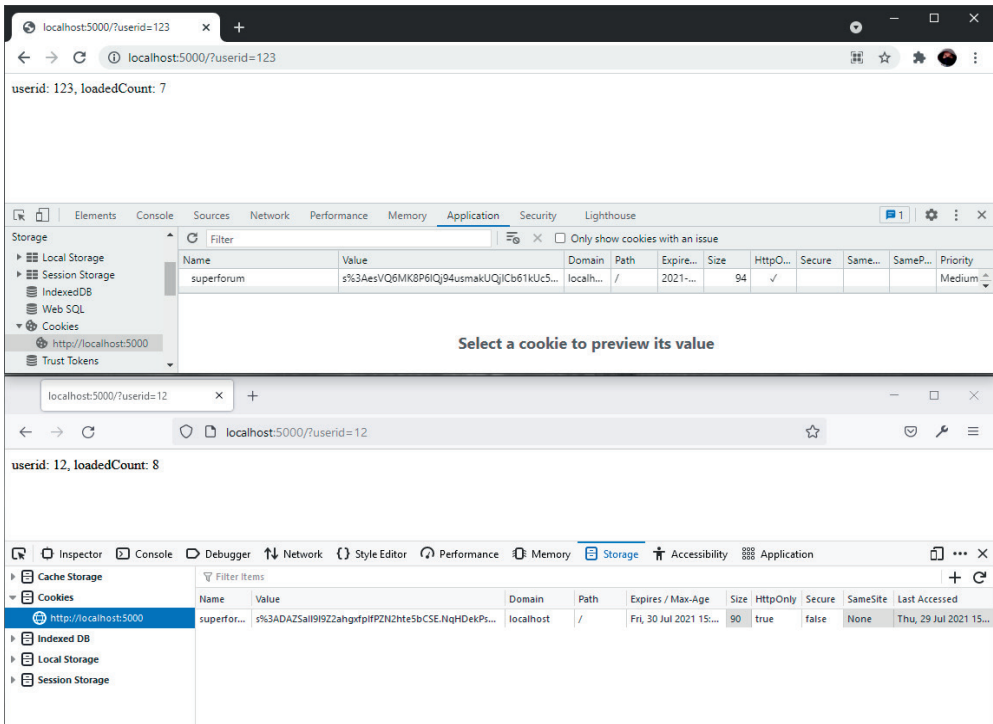 localhost:5000/?userid=123
localhost:5000/?userid=123
userid: 123, loadedCount: 7
Elements Console Sources Network Performance Memory Application Security Lighthouse 1
Storage Filter Only show cookies with an issue
Local Storage
Session Storage
IndexedDB
Web SQL
Cookies
http://localhost:5000
Trust Tokens
Name Value Domain Path Expire... Size HttpO... Secure Same... SameP... Priority
superforum s%3AesVQ6MK8P6lQj94usmakUQjlCb61kUc5... localh... / 2021-... 94 ✓ Medium
Select a cookie to preview its value
localhost:5000/?userid=12
localhost:5000/?userid=12
userid: 12, loadedCount: 8
Inspector Console Debugger Network Style Editor Performance Memory Storage Accessibility Application
Cache Storage
Cookies
http://localhost:5000
Indexed DB
Local Storage
Session Storage
Filter Items
Name Value Domain Path Expires / Max-Age Size HttpOnly Secure SameSite Last Accessed
superfor... s%3ADAZSaII9I9Z2ahgxfpIfPZN2hte5bCSE.NqHDekPs... localhost / Fri, 30 Jul 2021 15:... 90 true false None Thu, 29 Jul 2021 15...